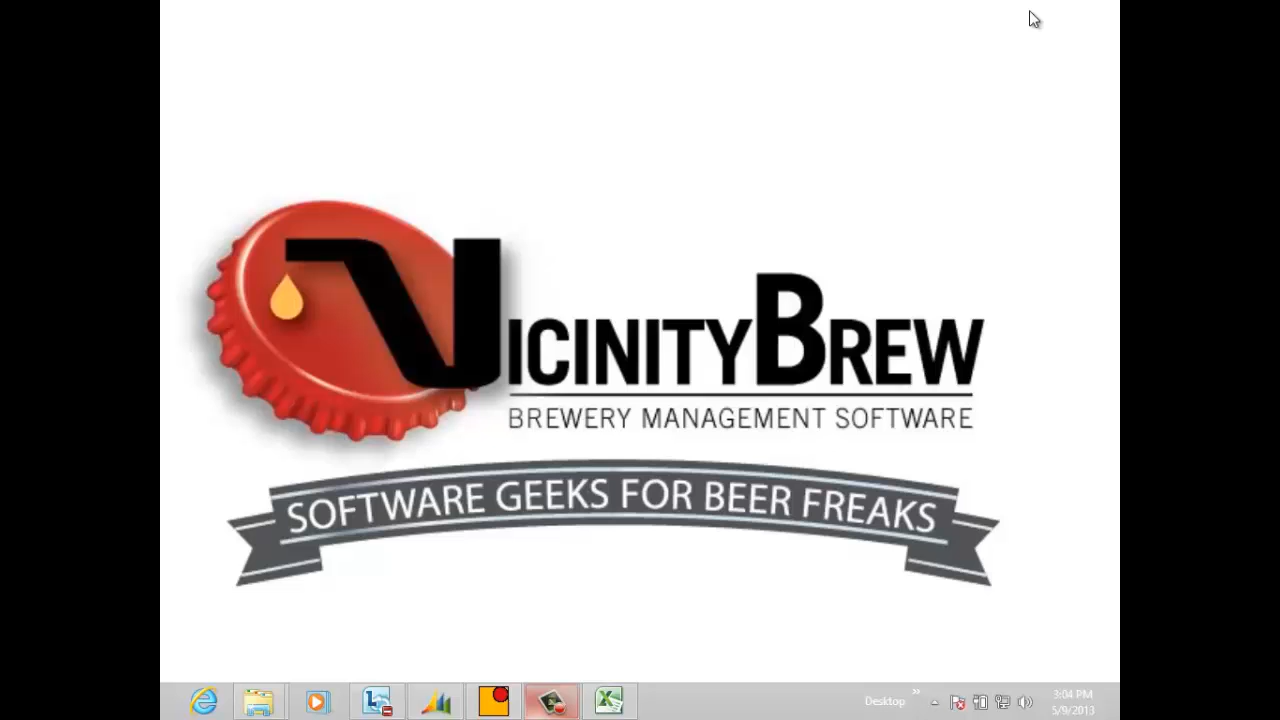 VICINITYBREW
BREWERY MANAGEMENT SOFTWARE
SOFTWARE GEEKS FOR BEER FREAKS
Desktop
3:04 PM
5/9/2013